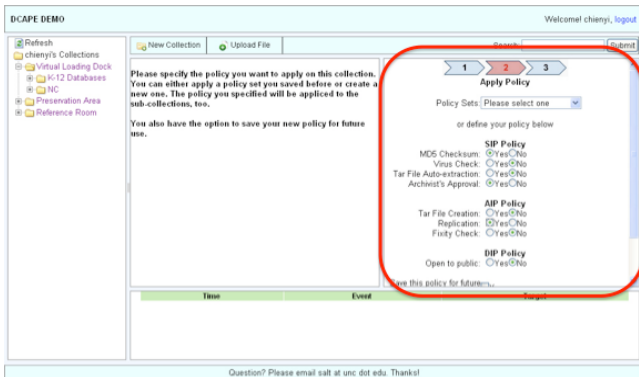 DCAPE DEMO
Welcome! chienyi, logout
Refresh
chienyi's Collections
Virtual Loading Dock
K-12 Databases
NC
Preservation Area
Reference Room
New Collection
Upload File
Search:
Submit
Please specify the policy you want to apply on this collection.
You can either apply a policy set you saved before or create a
new one. The policy you specified will be appliced to the
sub-collections, too.
You also have the option to save your new policy for future
use.
1 2 3
Apply Policy
Policy Sets: Please select one
or define your policy below
SIP Policy
MD5 Checksum: Yes No
Virus Check: Yes No
Tar File Auto-extraction: Yes No
Archivist's Approval: Yes No
AIP Policy
Tar File Creation: Yes No
Replication: Yes No
Fixity Check: Yes No
DIP Policy
Open to public: Yes No
Save this policy for future
Time Event Target
Question? Please email salt at unc dot edu. Thanks!